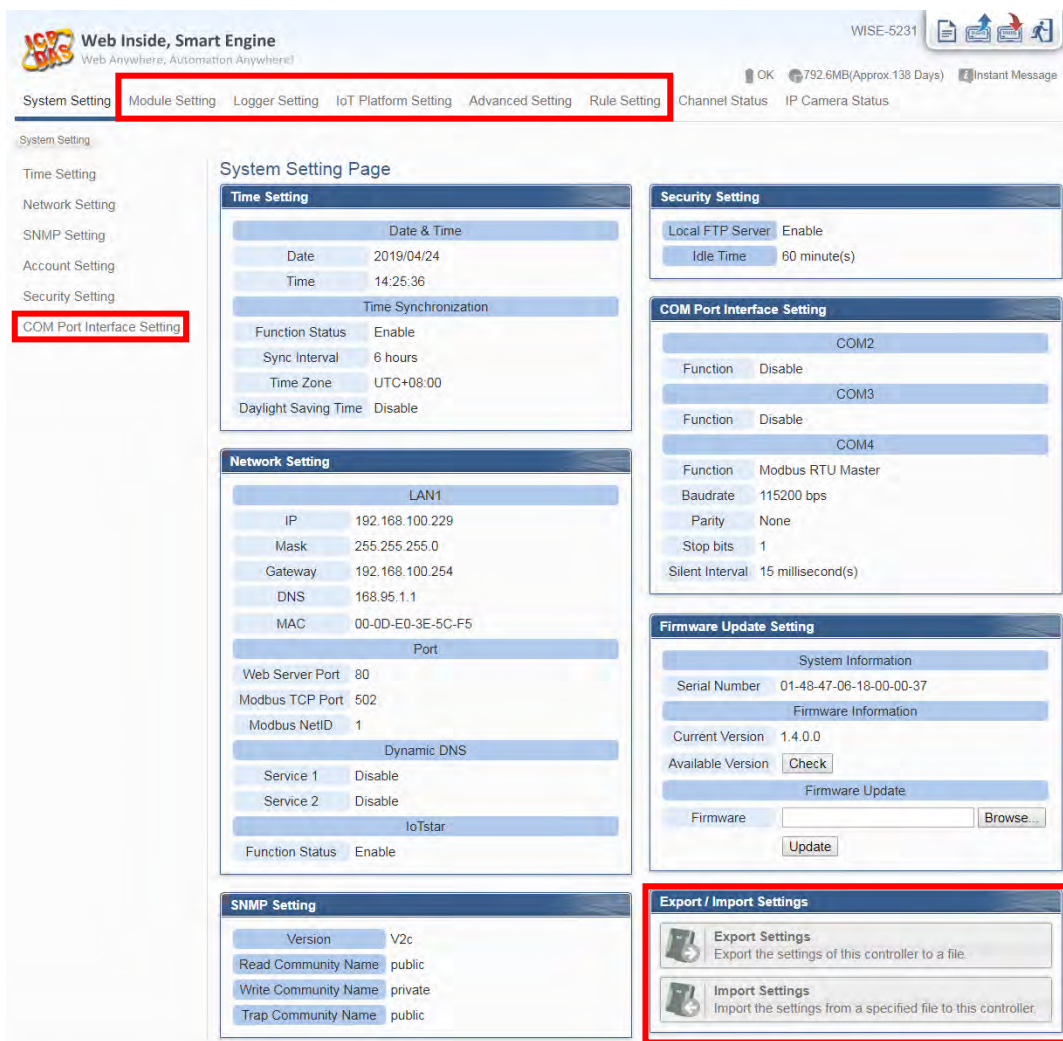 ICP DAS
Web Inside, Smart Engine
Web Anywhere, Automation Anywhere!
WISE-5231
OK 792.6MB(Approx.138 Days) Instant Message
System Setting Module Setting Logger Setting IoT Platform Setting Advanced Setting Rule Setting Channel Status IP Camera Status
System Setting
Time Setting
Network Setting
SNMP Setting
Account Setting
Security Setting
COM Port Interface Setting
System Setting Page
Time Setting
Date & Time
Date 2019/04/24
Time 14:25:36
Time Synchronization
Function Status Enable
Sync Interval 6 hours
Time Zone UTC+08:00
Daylight Saving Time Disable
Network Setting
LAN1
IP 192.168.100.229
Mask 255.255.255.0
Gateway 192.168.100.254
DNS 168.95.1.1
MAC 00-0D-E0-3E-5C-F5
Port
Web Server Port 80
Modbus TCP Port 502
Modbus NetID 1
Dynamic DNS
Service 1 Disable
Service 2 Disable
IoTstar
Function Status Enable
SNMP Setting
Version V2c
Read Community Name public
Write Community Name private
Trap Community Name public
Security Setting
Local FTP Server Enable
Idle Time 60 minute(s)
COM Port Interface Setting
COM2
Function Disable
COM3
Function Disable
COM4
Function Modbus RTU Master
Baudrate 115200 bps
Parity None
Stop bits 1
Silent Interval 15 millisecond(s)
Firmware Update Setting
System Information
Serial Number 01-48-47-06-18-00-00-37
Firmware Information
Current Version 1.4.0.0
Available Version Check
Firmware Update
Firmware Browse...
Update
Export / Import Settings
Export Settings
Export the settings of this controller to a file.
Import Settings
Import the settings from a specified file to this controller.